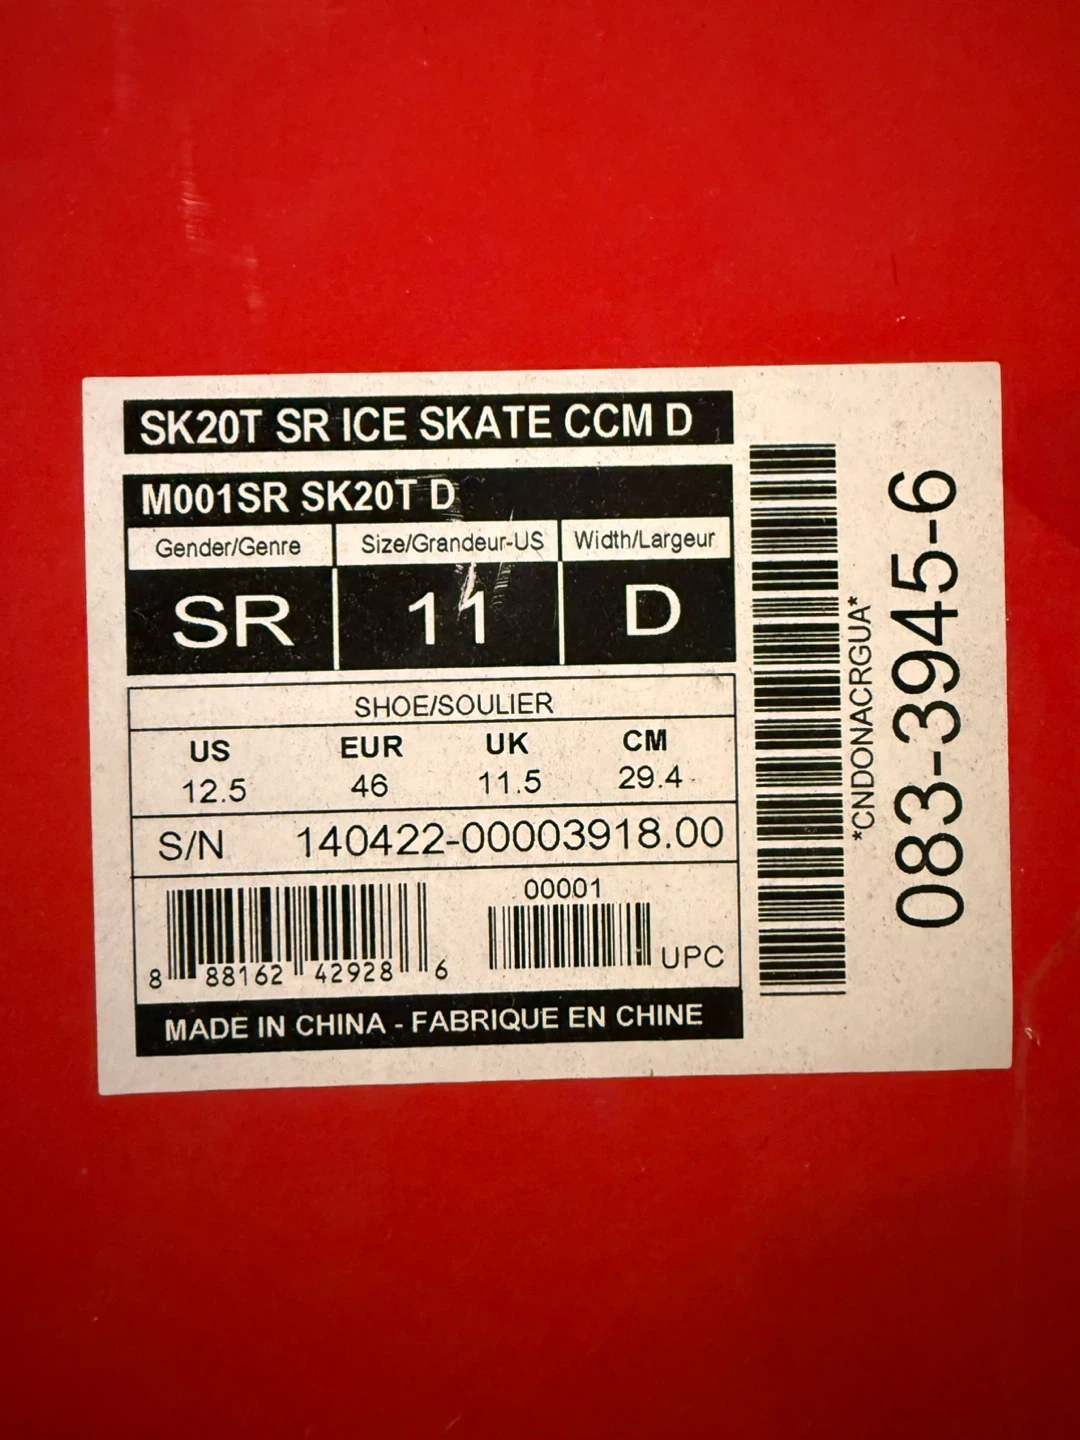 SK20T SR ICE SKATE CCM D
M001SR SK20T D
Gender/Genre Size/Grandeur-US Width/Largeur
SR 11 D
SHOE/SOULIER
US EUR UK CM
12.5 46 11.5 29.4
S/N 140422-00003918.00
00001
8 88162 42928 6 UPC
MADE IN CHINA - FABRIQUE EN CHINE
*CNDONACRGUA*
083-3945-6